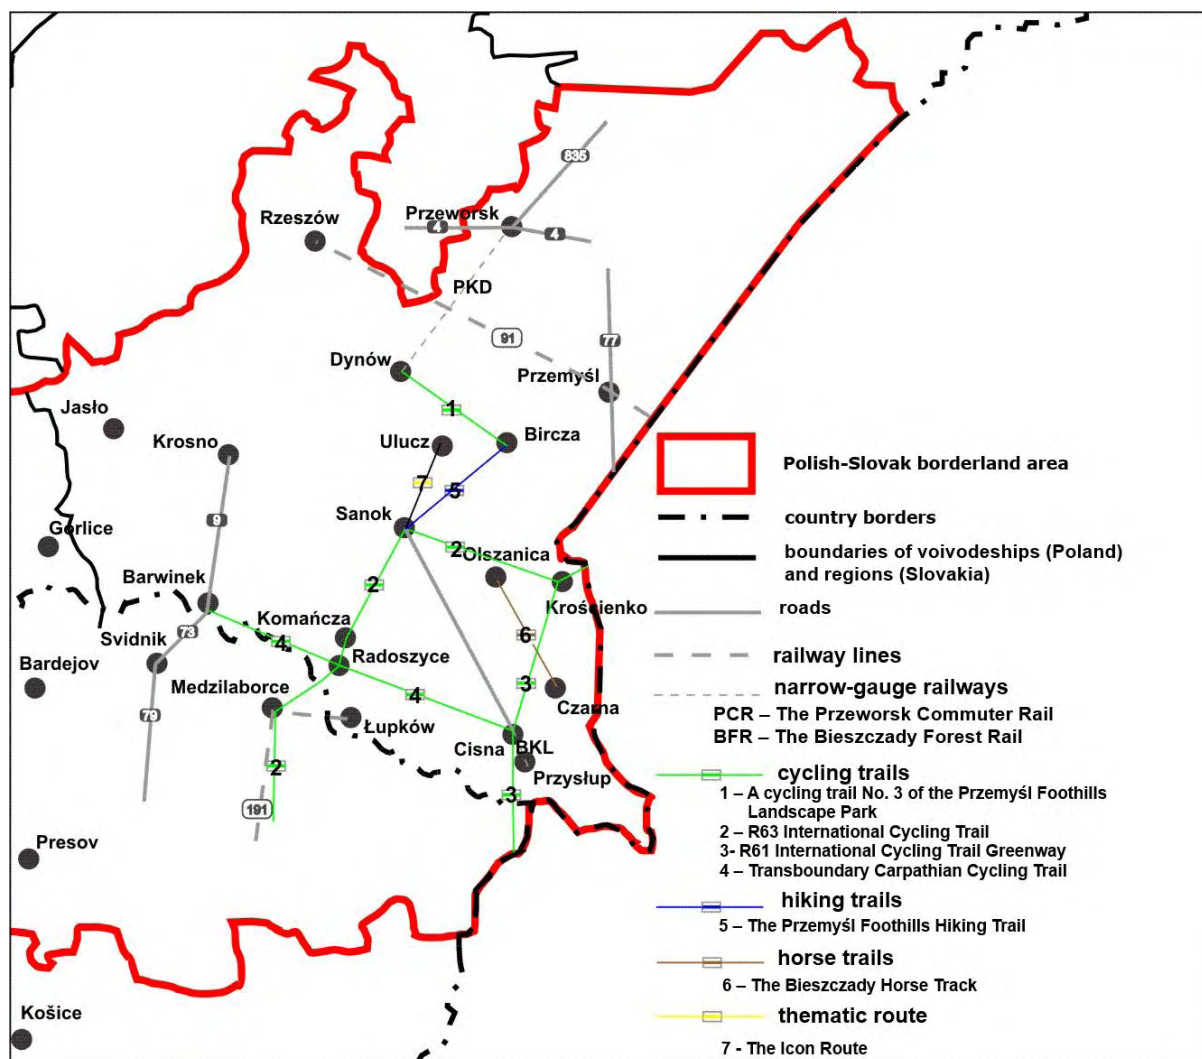 835
Przeworsk
4
4
Rzeszów
PKD
91
77
Dynów
Przemyśl
1
Jasło
Krosno
Ulucz
Bircza
7
5
9
Sanok
2
Olszanica
Gorlice
Barwinek
2
Krościenko
Komańcza
73
4
6
Svidnik
Radoszyce
Bardejov
Medzilaborce
4
3
Czarna
79
Łupków
Cisna
BKL
2
Przysłup
3
191
Presov
Košice
Polish-Slovak borderland area
country borders
boundaries of voivodeships (Poland)
and regions (Slovakia)
roads
railway lines
narrow-gauge railways
PCR – The Przeworsk Commuter Rail
BFR – The Bieszczady Forest Rail
cycling trails
1 – A cycling trail No. 3 of the Przemyśl Foothills
Landscape Park
2 – R63 International Cycling Trail
3- R61 International Cycling Trail Greenway
4 – Transboundary Carpathian Cycling Trail
hiking trails
5 – The Przemyśl Foothills Hiking Trail
horse trails
6 – The Bieszczady Horse Track
thematic route
7 - The Icon Route